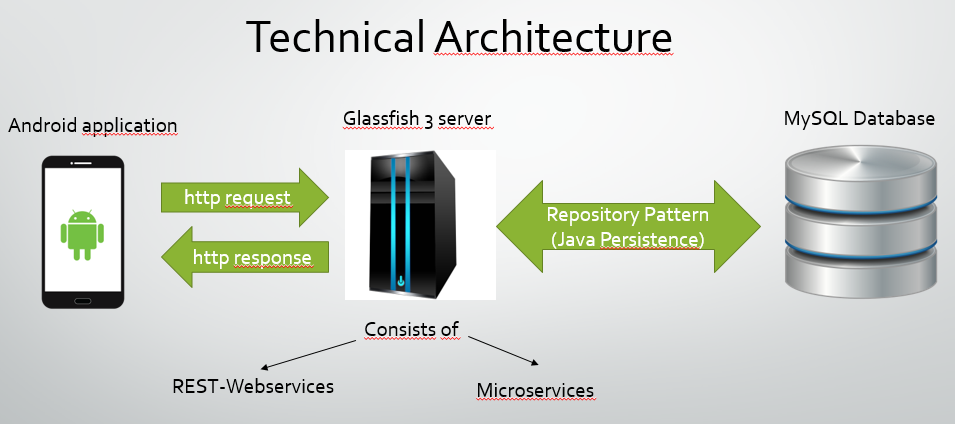 Technical Architecture
Android application
Glassfish 3 server
MySQL Database
http request
http response
Repository Pattern
(Java Persistence)
Consists of
REST-Webservices
Microservices